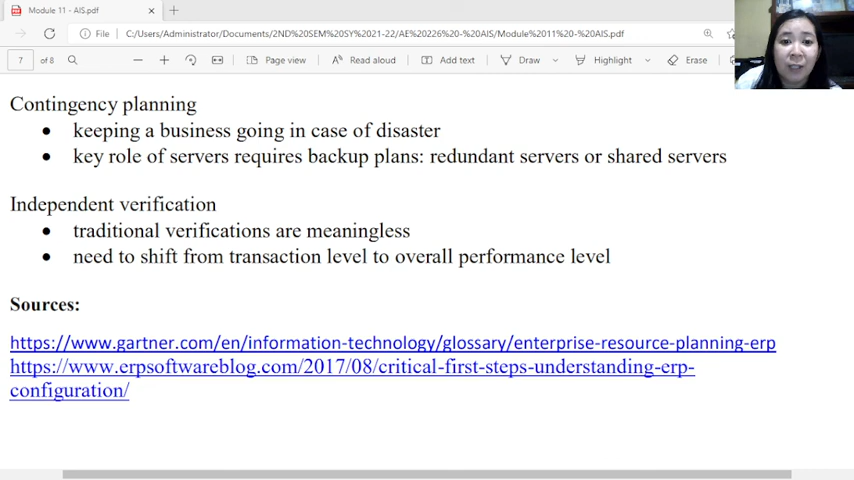 Module 11 - AIS.pdf
File C:/Users/Administrator/Documents/2ND%20SEM%20SY%2021-22/AE%20226%20-%20AIS/Module%2011%20-%20AIS.pdf
7 of 8 Page view Read aloud Add text Draw Highlight Erase
Contingency planning
• keeping a business going in case of disaster
• key role of servers requires backup plans: redundant servers or shared servers
Independent verification
• traditional verifications are meaningless
• need to shift from transaction level to overall performance level
Sources:
https://www.gartner.com/en/information-technology/glossary/enterprise-resource-planning-erp
https://www.erpsoftwareblog.com/2017/08/critical-first-steps-understanding-erp-
configuration/